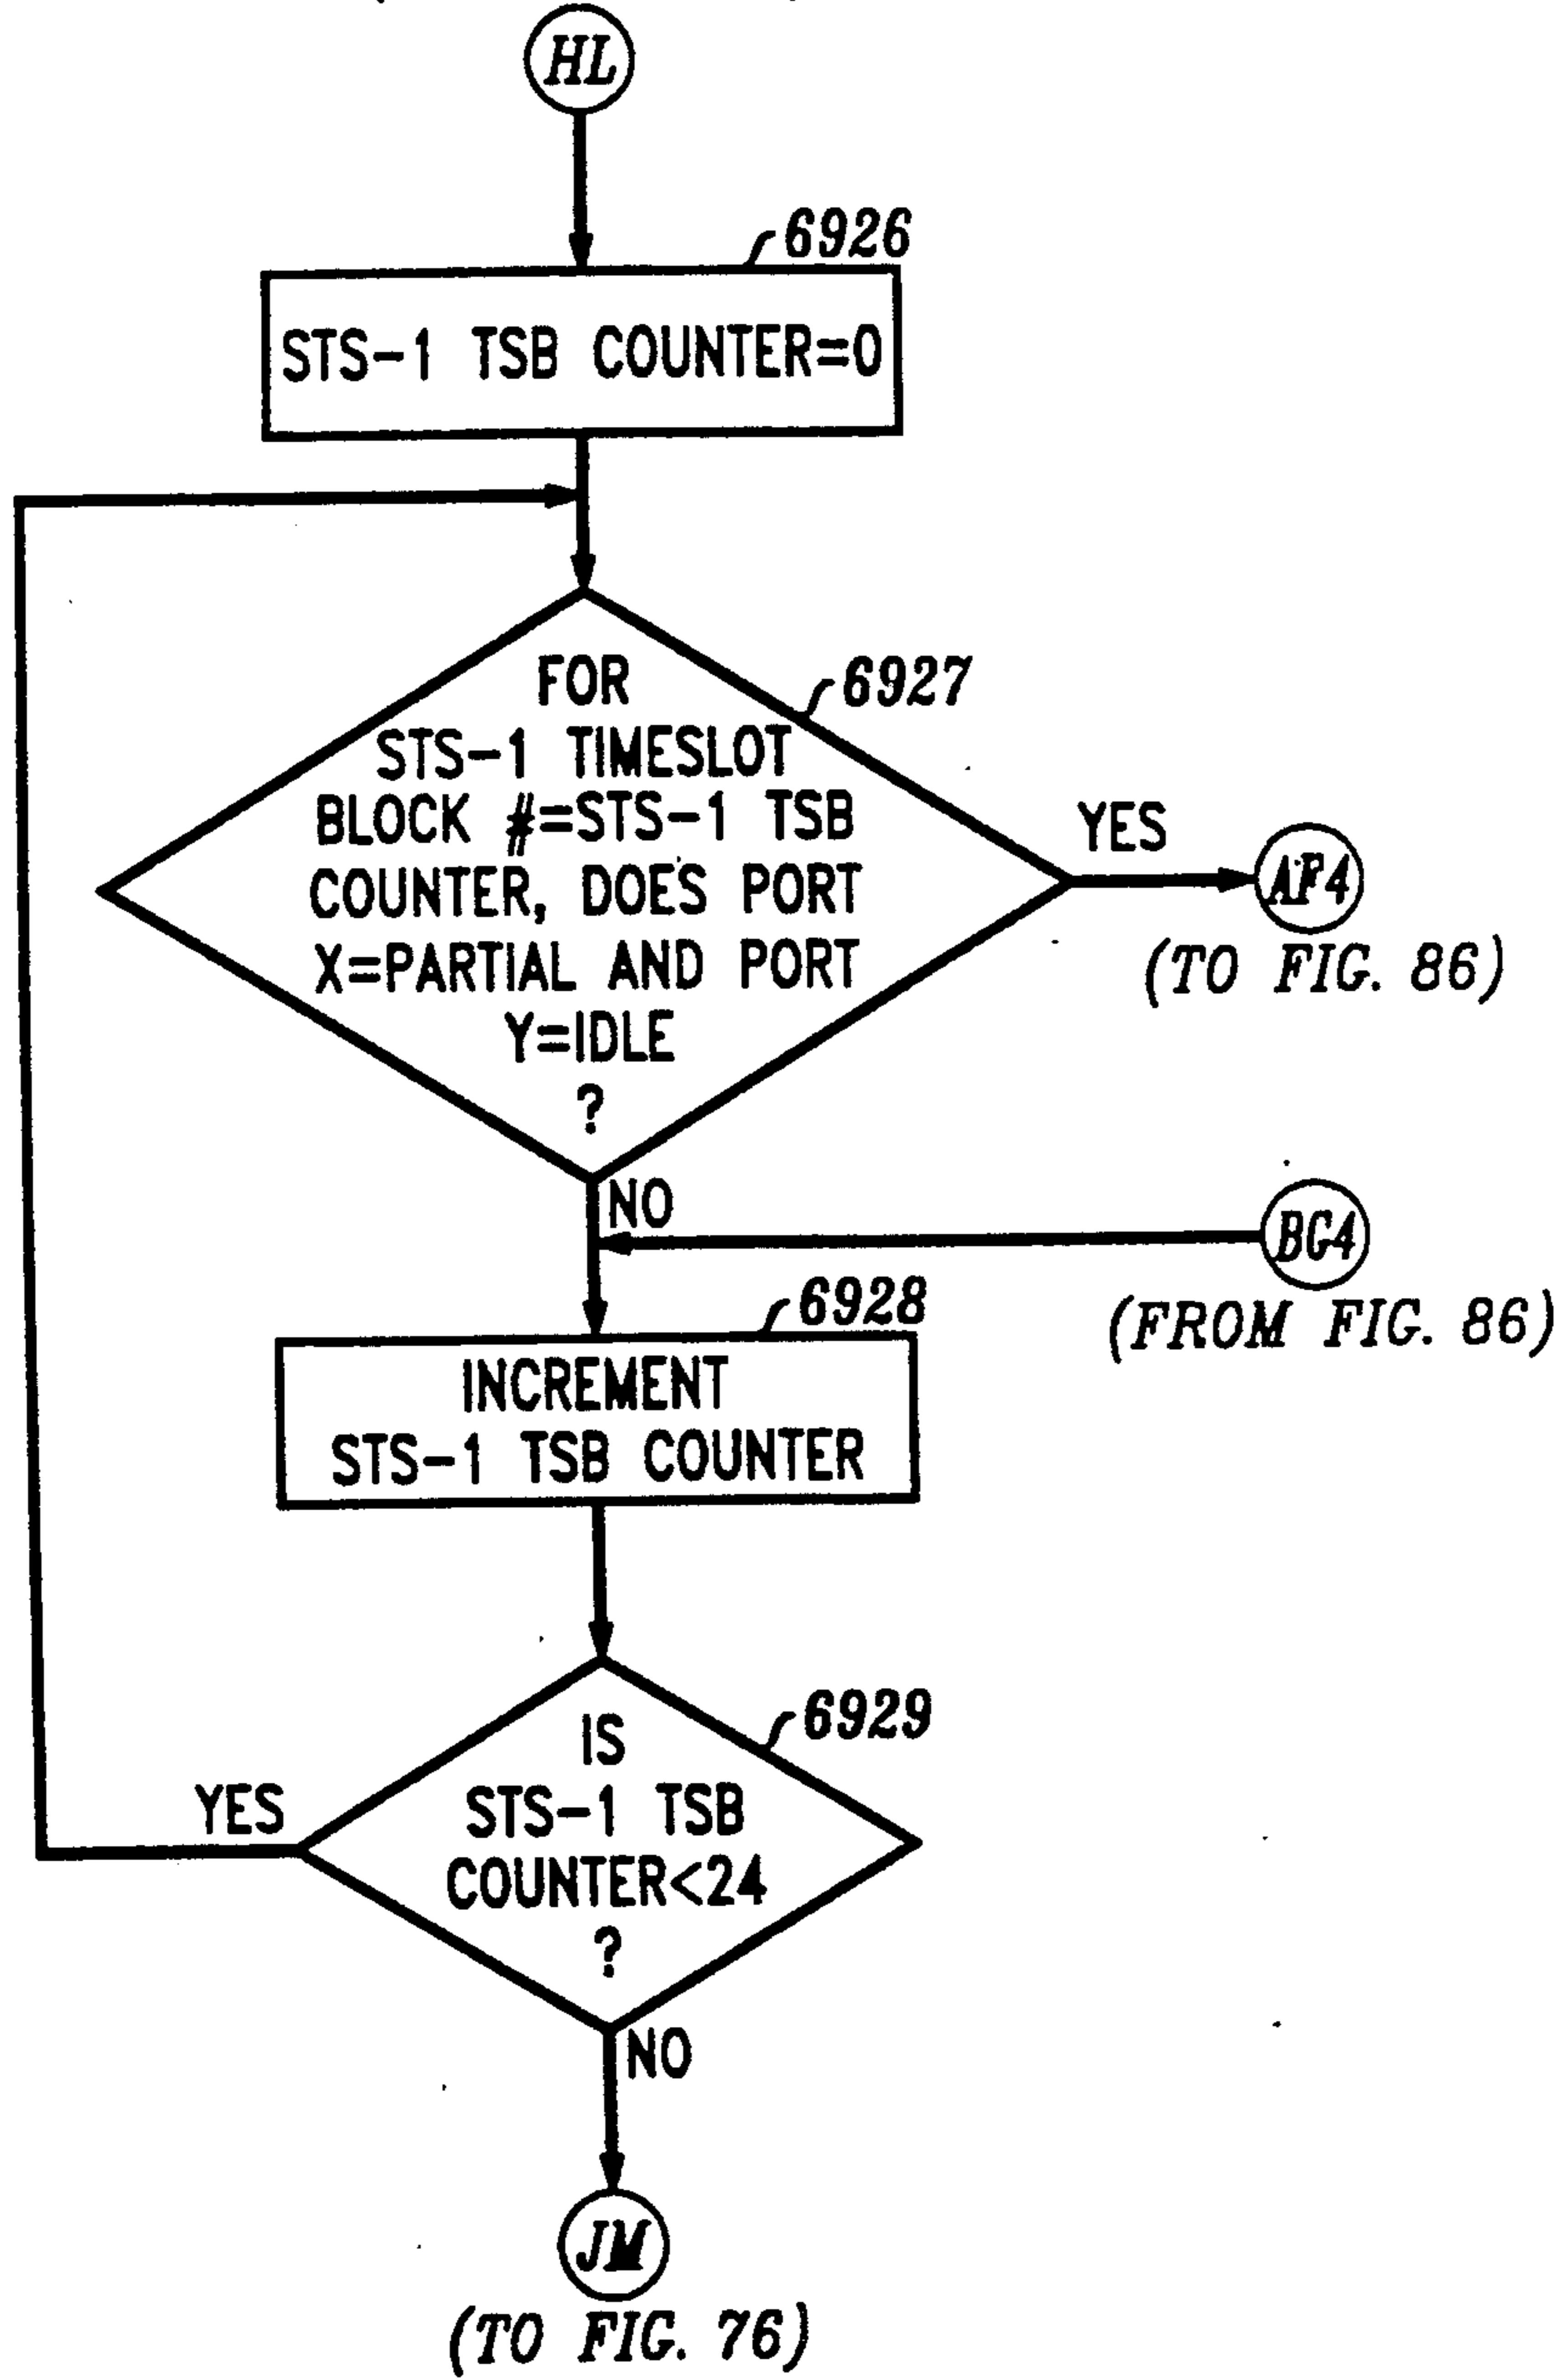 HL
6926
STS-1 TSB COUNTER=0
FOR
6927
STS-1 TIMESLOT
BLOCK #=STS-1 TSB
YES
COUNTER, DOES PORT
AF4
X=PARTIAL AND PORT
(TO FIG. 86)
Y=IDLE
?
NO
BG4
6928
(FROM FIG. 86)
INCREMENT
STS-1 TSB COUNTER
6929
IS
YES
STS-1 TSB
COUNTER<24
?
NO
JM
(TO FIG. 76)